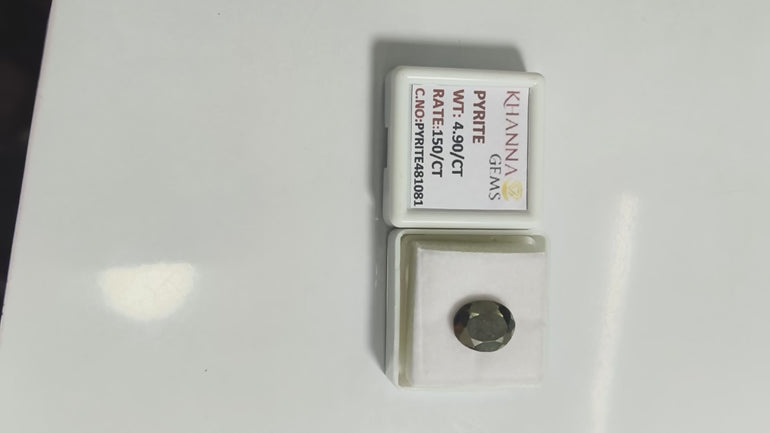 KHANNA
GEMS
PYRITE
WT: 4.90/CT
RATE:150/CT
C.NO:PYRITE481081